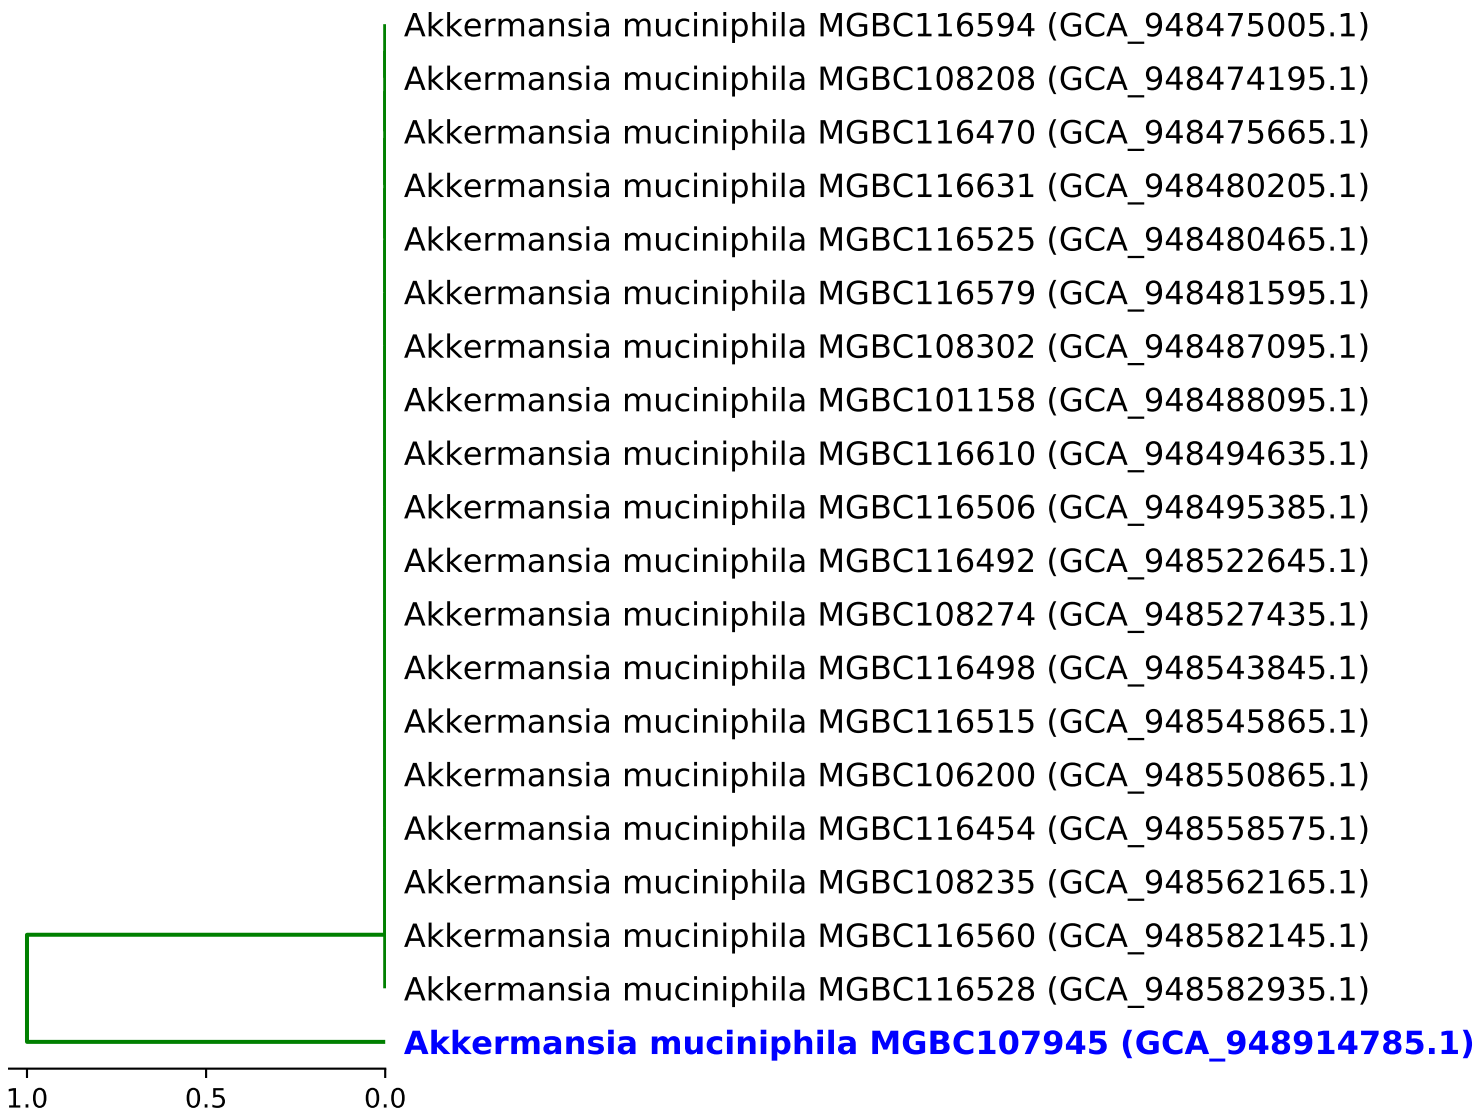 Akkermansia muciniphila MGBC116594 (GCA_948475005.1)
Akkermansia muciniphila MGBC108208 (GCA_948474195.1)
Akkermansia muciniphila MGBC116470 (GCA_948475665.1)
Akkermansia muciniphila MGBC116631 (GCA_948480205.1)
Akkermansia muciniphila MGBC116525 (GCA_948480465.1)
Akkermansia muciniphila MGBC116579 (GCA_948481595.1)
Akkermansia muciniphila MGBC108302 (GCA_948487095.1)
Akkermansia muciniphila MGBC101158 (GCA_948488095.1)
Akkermansia muciniphila MGBC116610 (GCA_948494635.1)
Akkermansia muciniphila MGBC116506 (GCA_948495385.1)
Akkermansia muciniphila MGBC116492 (GCA_948522645.1)
Akkermansia muciniphila MGBC108274 (GCA_948527435.1)
Akkermansia muciniphila MGBC116498 (GCA_948543845.1)
Akkermansia muciniphila MGBC116515 (GCA_948545865.1)
Akkermansia muciniphila MGBC106200 (GCA_948550865.1)
Akkermansia muciniphila MGBC116454 (GCA_948558575.1)
Akkermansia muciniphila MGBC108235 (GCA_948562165.1)
Akkermansia muciniphila MGBC116560 (GCA_948582145.1)
Akkermansia muciniphila MGBC116528 (GCA_948582935.1)
Akkermansia muciniphila MGBC107945 (GCA_948914785.1)
1.0 0.5 0.0